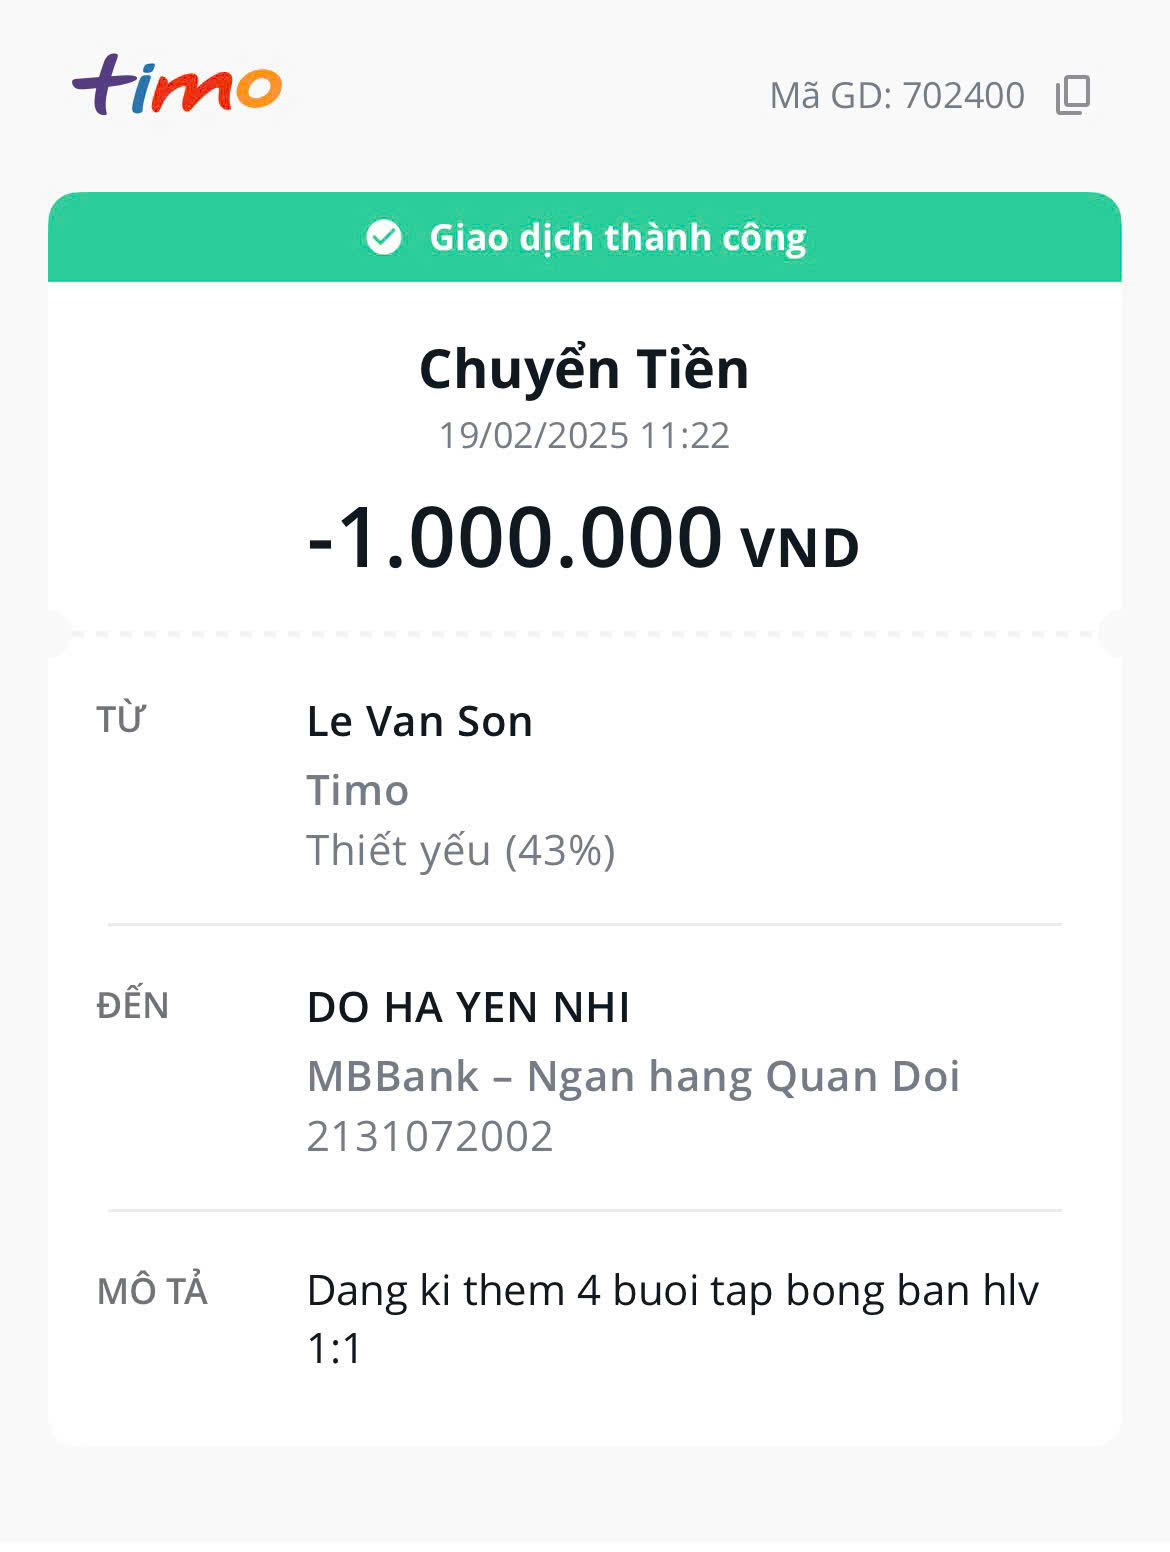 timo
Mã GD: 702400
Giao dịch thành công
Chuyển Tiền
19/02/2025 11:22
-1.000.000 VND
TỪ
Le Van Son
Timo
Thiết yếu (43%)
ĐẾN
DO HA YEN NHI
MBBank – Ngan hang Quan Doi
2131072002
MÔ TẢ
Dang ki them 4 buoi tap bong ban hlv
1:1